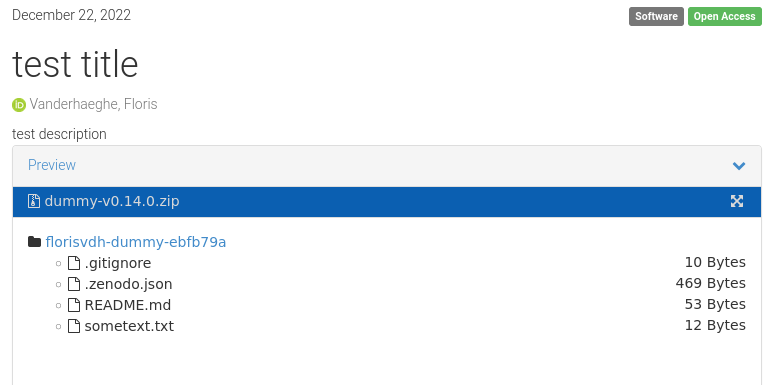 December 22, 2022 Software Open Access
test title
iD Vanderhaeghe, Floris
test description
Preview
dummy-v0.14.0.zip
florisvdh-dummy-ebfb79a
.gitignore 10 Bytes
.zenodo.json 469 Bytes
README.md 53 Bytes
sometext.txt 12 Bytes